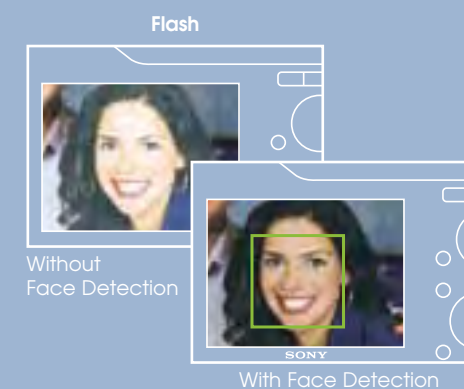 Flash
Without
Face Detection
SONY
With Face Detection